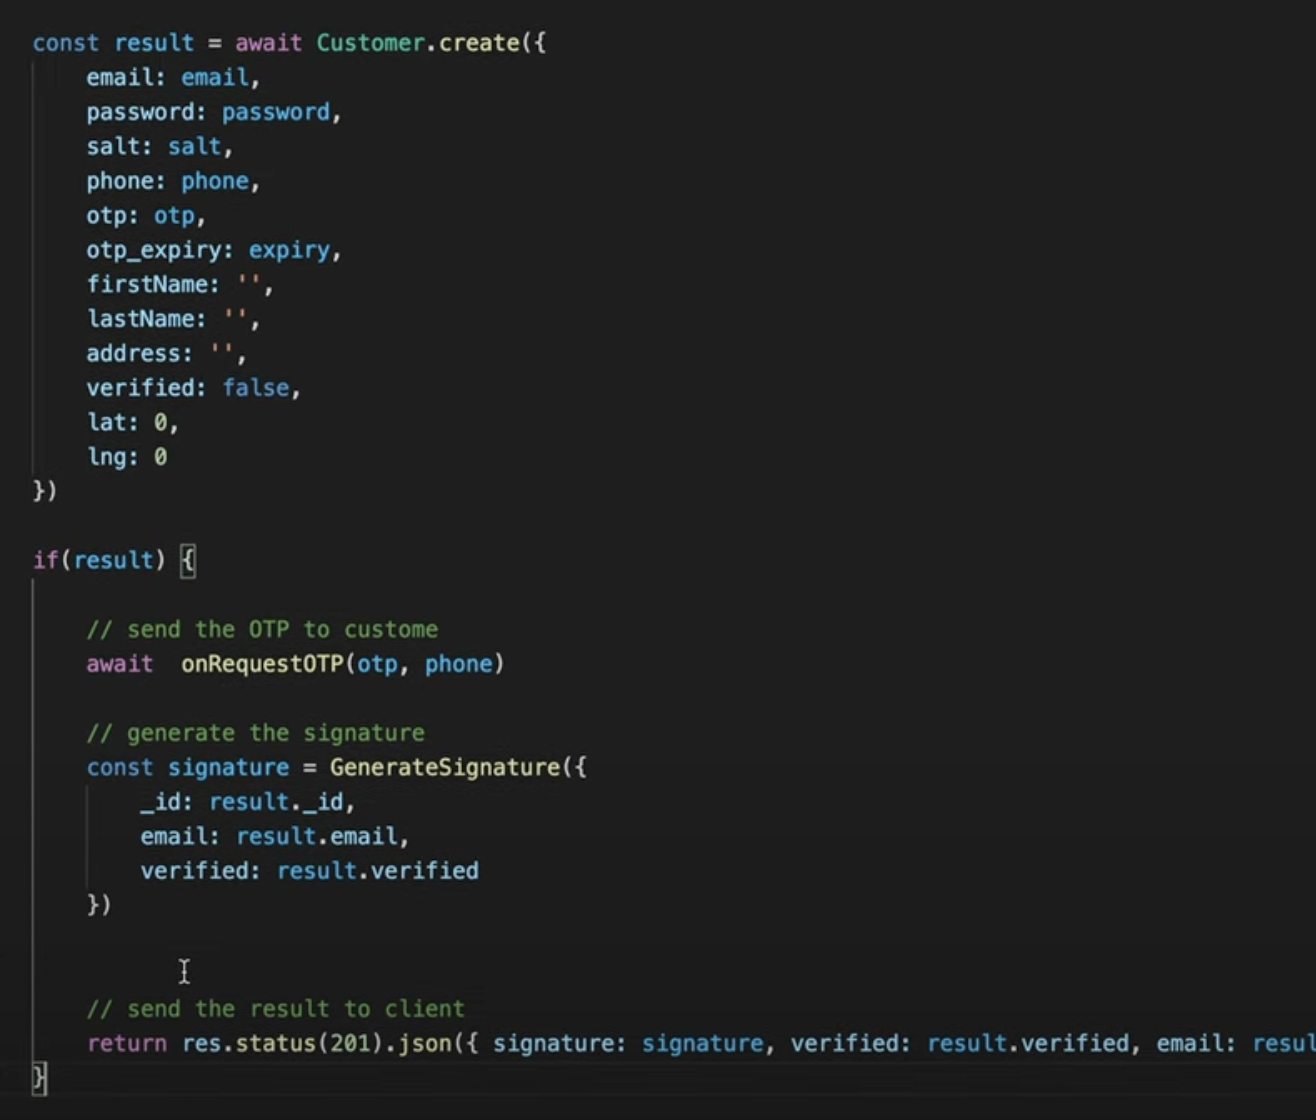 const result = await Customer.create({
email: email,
password: password,
salt: salt,
phone: phone,
otp: otp,
otp_expiry: expiry,
firstName: '',
lastName: '',
address: '',
verified: false,
lat: 0,
lng: 0
})
if(result) {
// send the OTP to custome
await  onRequestOTP(otp, phone)
// generate the signature
const signature = GenerateSignature({
_id: result._id,
email: result.email,
verified: result.verified
})
// send the result to client
return res.status(201).json({ signature: signature, verified: result.verified, email: resul
}